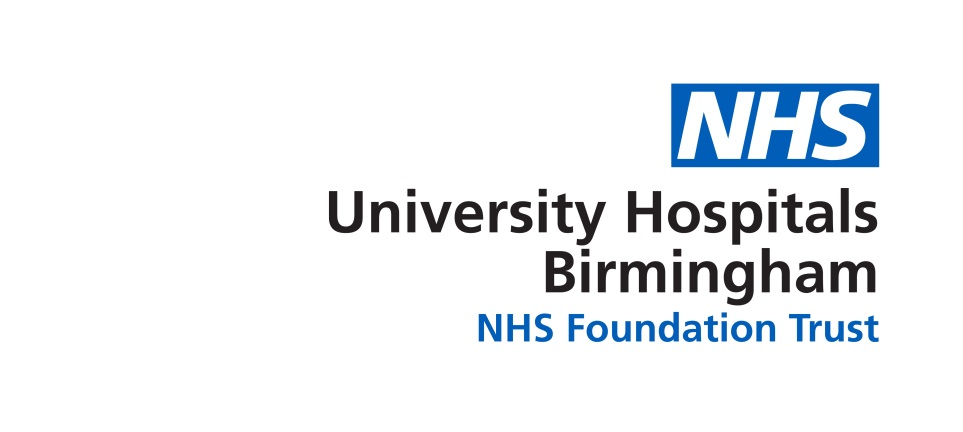 NHS
University Hospitals
Birmingham
NHS Foundation Trust